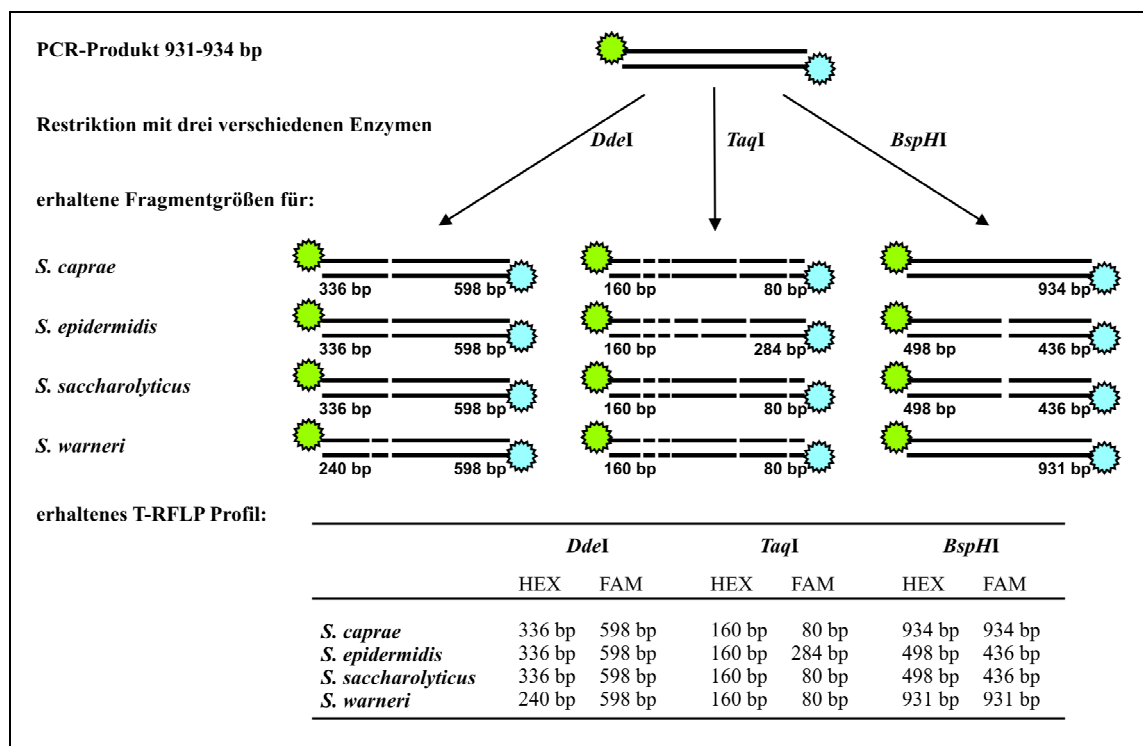 PCR-Produkt 931-934 bp
Restriktion mit drei verschiedenen Enzymen
DdeI TaqI BspHI
erhaltene Fragmentgrößen für:
S. caprae
336 bp 598 bp 160 bp 80 bp 934 bp
S. epidermidis
336 bp 598 bp 160 bp 284 bp 498 bp 436 bp
S. saccharolyticus
336 bp 598 bp 160 bp 80 bp 498 bp 436 bp
S. warneri
240 bp 598 bp 160 bp 80 bp 931 bp
erhaltenes T-RFLP Profil:
DdeI TaqI BspHI
HEX FAM HEX FAM HEX FAM
S. caprae 336 bp 598 bp 160 bp 80 bp 934 bp 934 bp
S. epidermidis 336 bp 598 bp 160 bp 284 bp 498 bp 436 bp
S. saccharolyticus 336 bp 598 bp 160 bp 80 bp 498 bp 436 bp
S. warneri 240 bp 598 bp 160 bp 80 bp 931 bp 931 bp